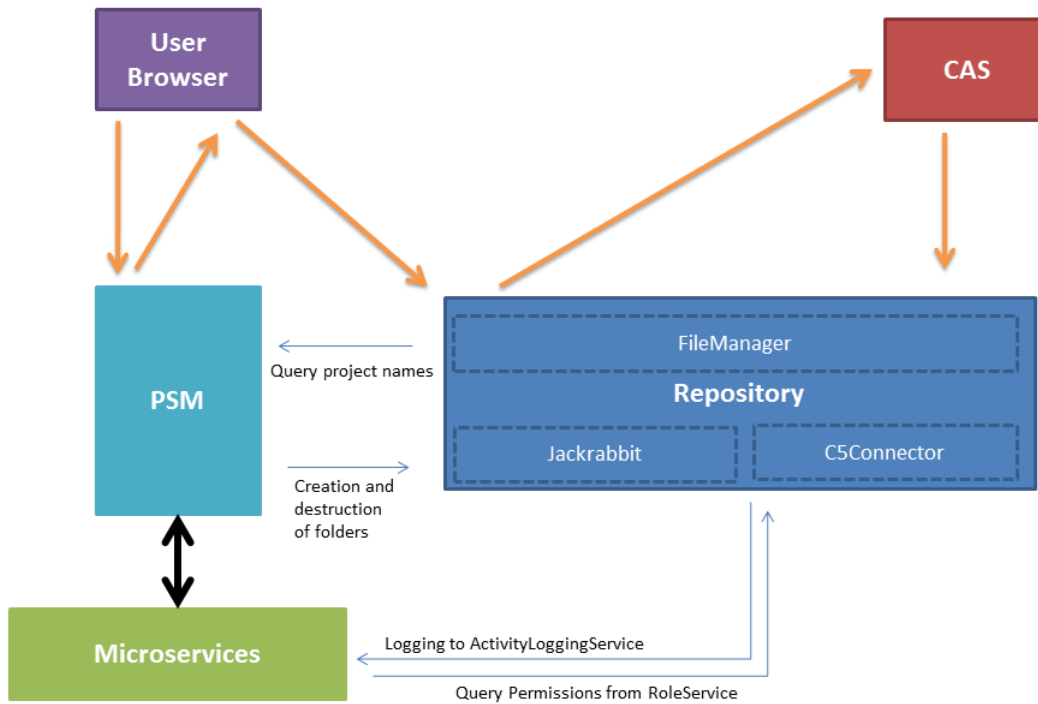 User
Browser
CAS
FileManager
Query project names
PSM
Repository
Jackrabbit
C5Connector
Creation and
destruction
of folders
Microservices
Logging to ActivityLoggingService
Query Permissions from RoleService